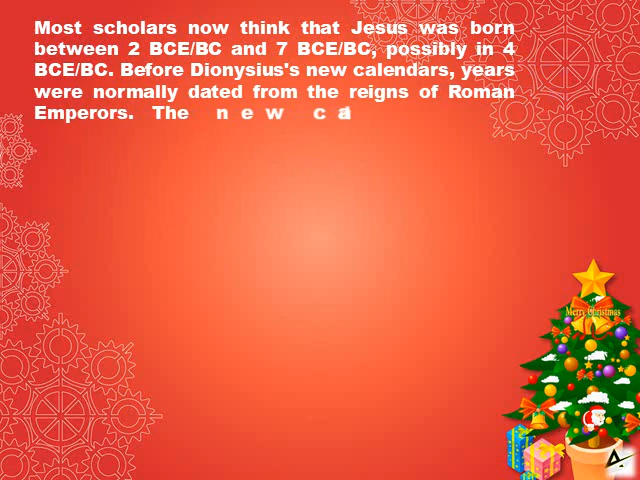 Most scholars now think that Jesus was born
between 2 BCE/BC and 7 BCE/BC, possibly in 4
BCE/BC. Before Dionysius's new calendars, years
were normally dated from the reigns of Roman
Emperors. The new ca
Merry Christmas